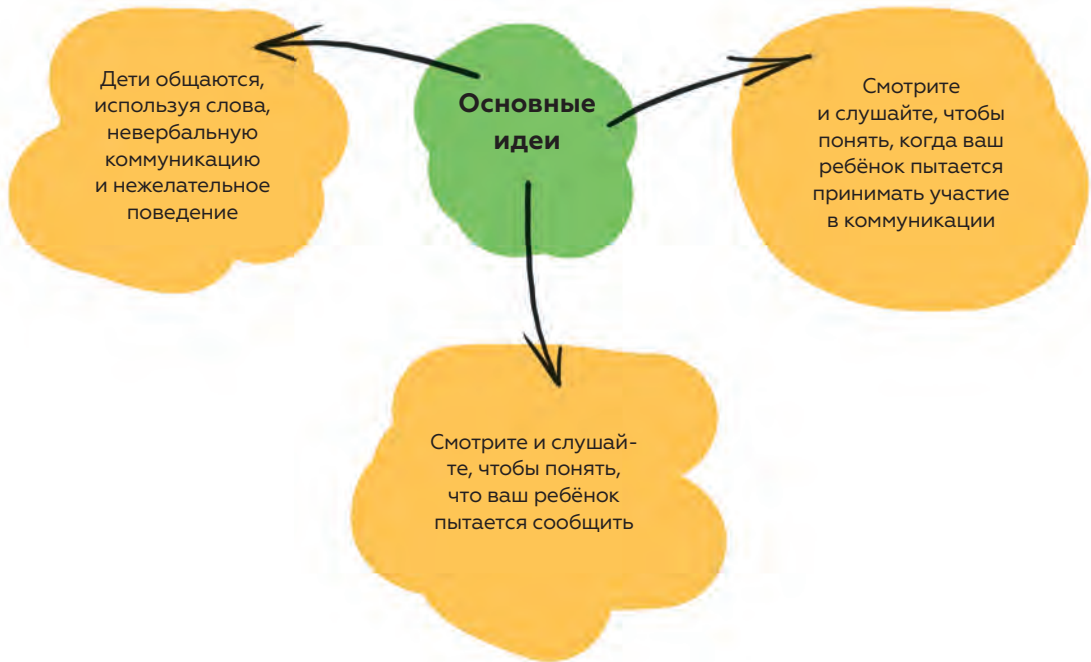 Основные
идеи
Дети общаются,
используя слова,
невербальную
коммуникацию
и нежелательное
поведение
Смотрите
и слушайте, чтобы
понять, когда ваш
ребёнок пытается
принимать участие
в коммуникации
Смотрите и слушай-
те, чтобы понять,
что ваш ребёнок
пытается сообщить